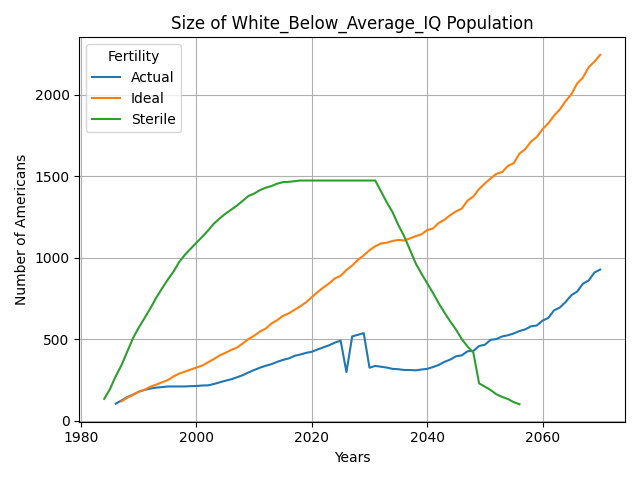 Size of White_Below_Average_IQ Population
Fertility
Actual
Ideal
Sterile
Number of Americans
2000
1500
1000
500
0
1980
2000
2020
2040
2060
Years